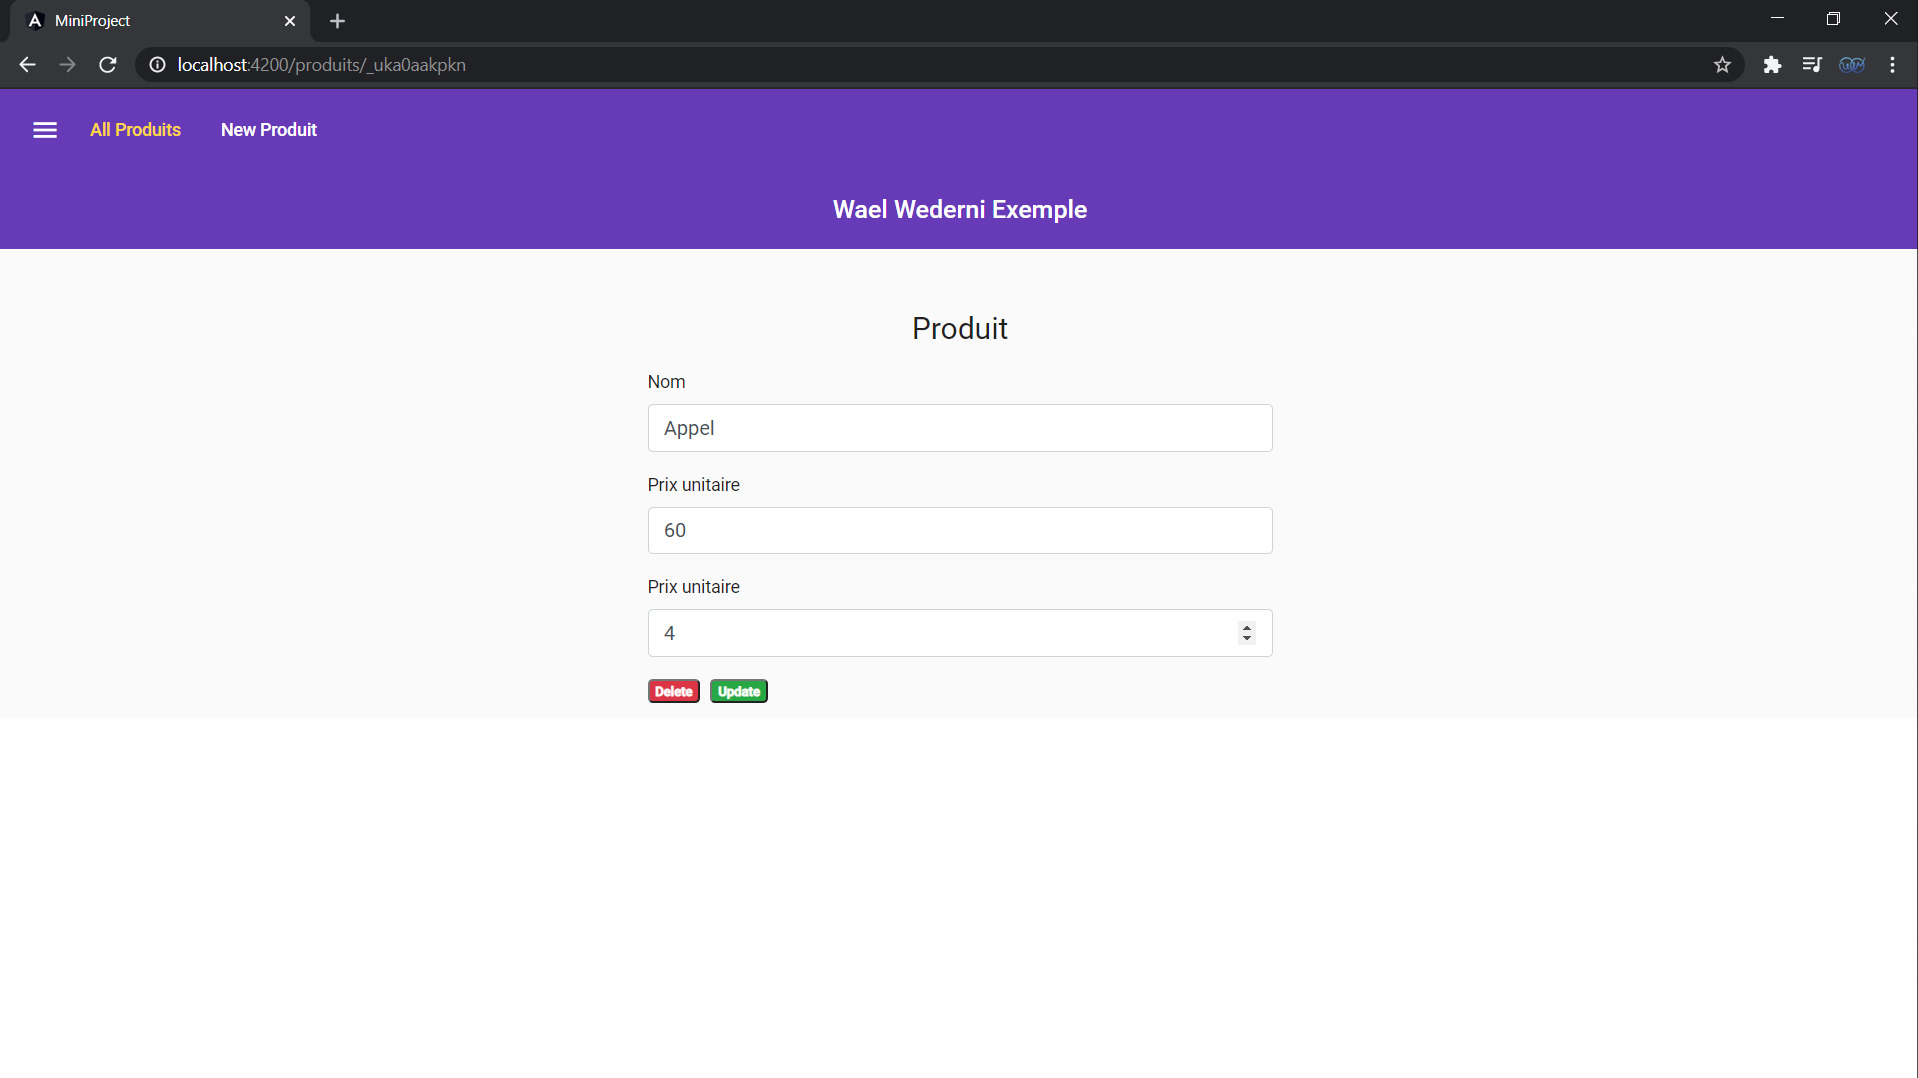 MiniProject
localhost:4200/produits/_uka0aakpkn
All Produits New Produit
Wael Wederni Exemple
Produit
Nom
Appel
Prix unitaire
60
Prix unitaire
4
Delete Update